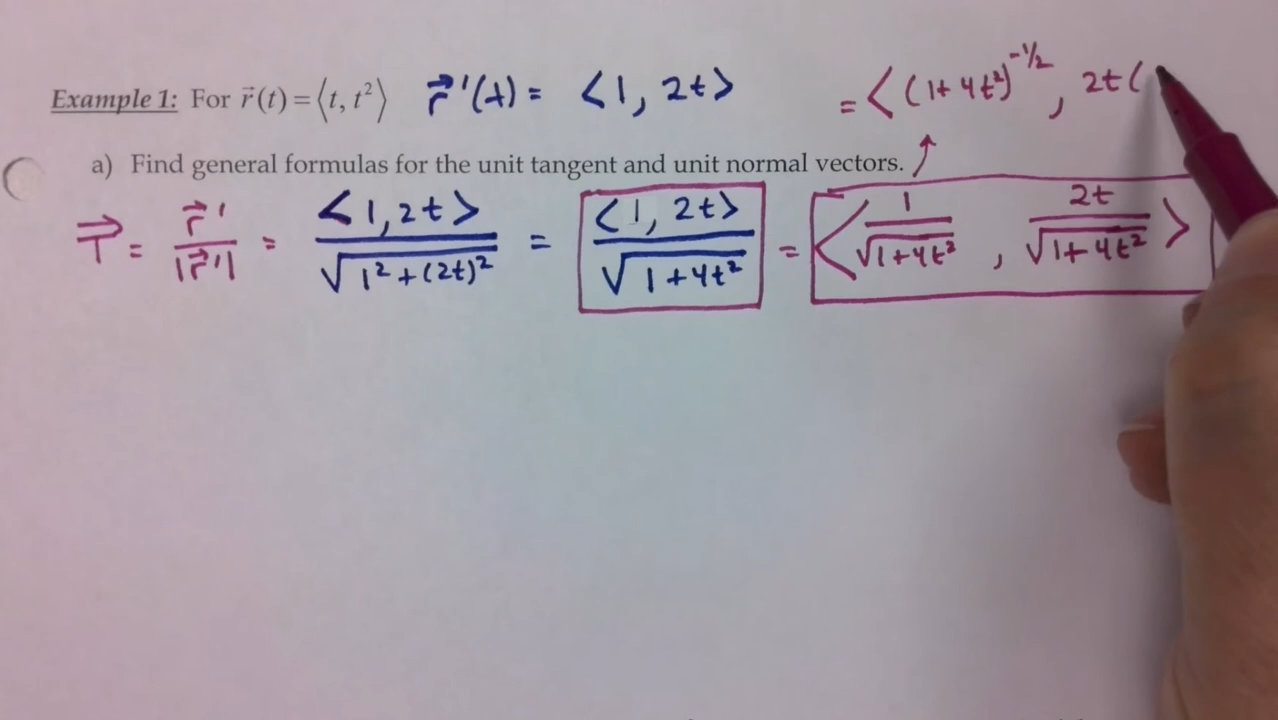 Example 1: For r⃗(t) = ⟨t, t²⟩ r⃗'(t) = <1, 2t> = <(1+4t²)^(-1/2), 2t(
a) Find general formulas for the unit tangent and unit normal vectors. ↑
T⃗ = r⃗'/|r⃗'| = <1, 2t>/√(1²+(2t)²) = <1, 2t>/√(1+4t²) = <1/√(1+4t²), 2t/√(1+4t²)>